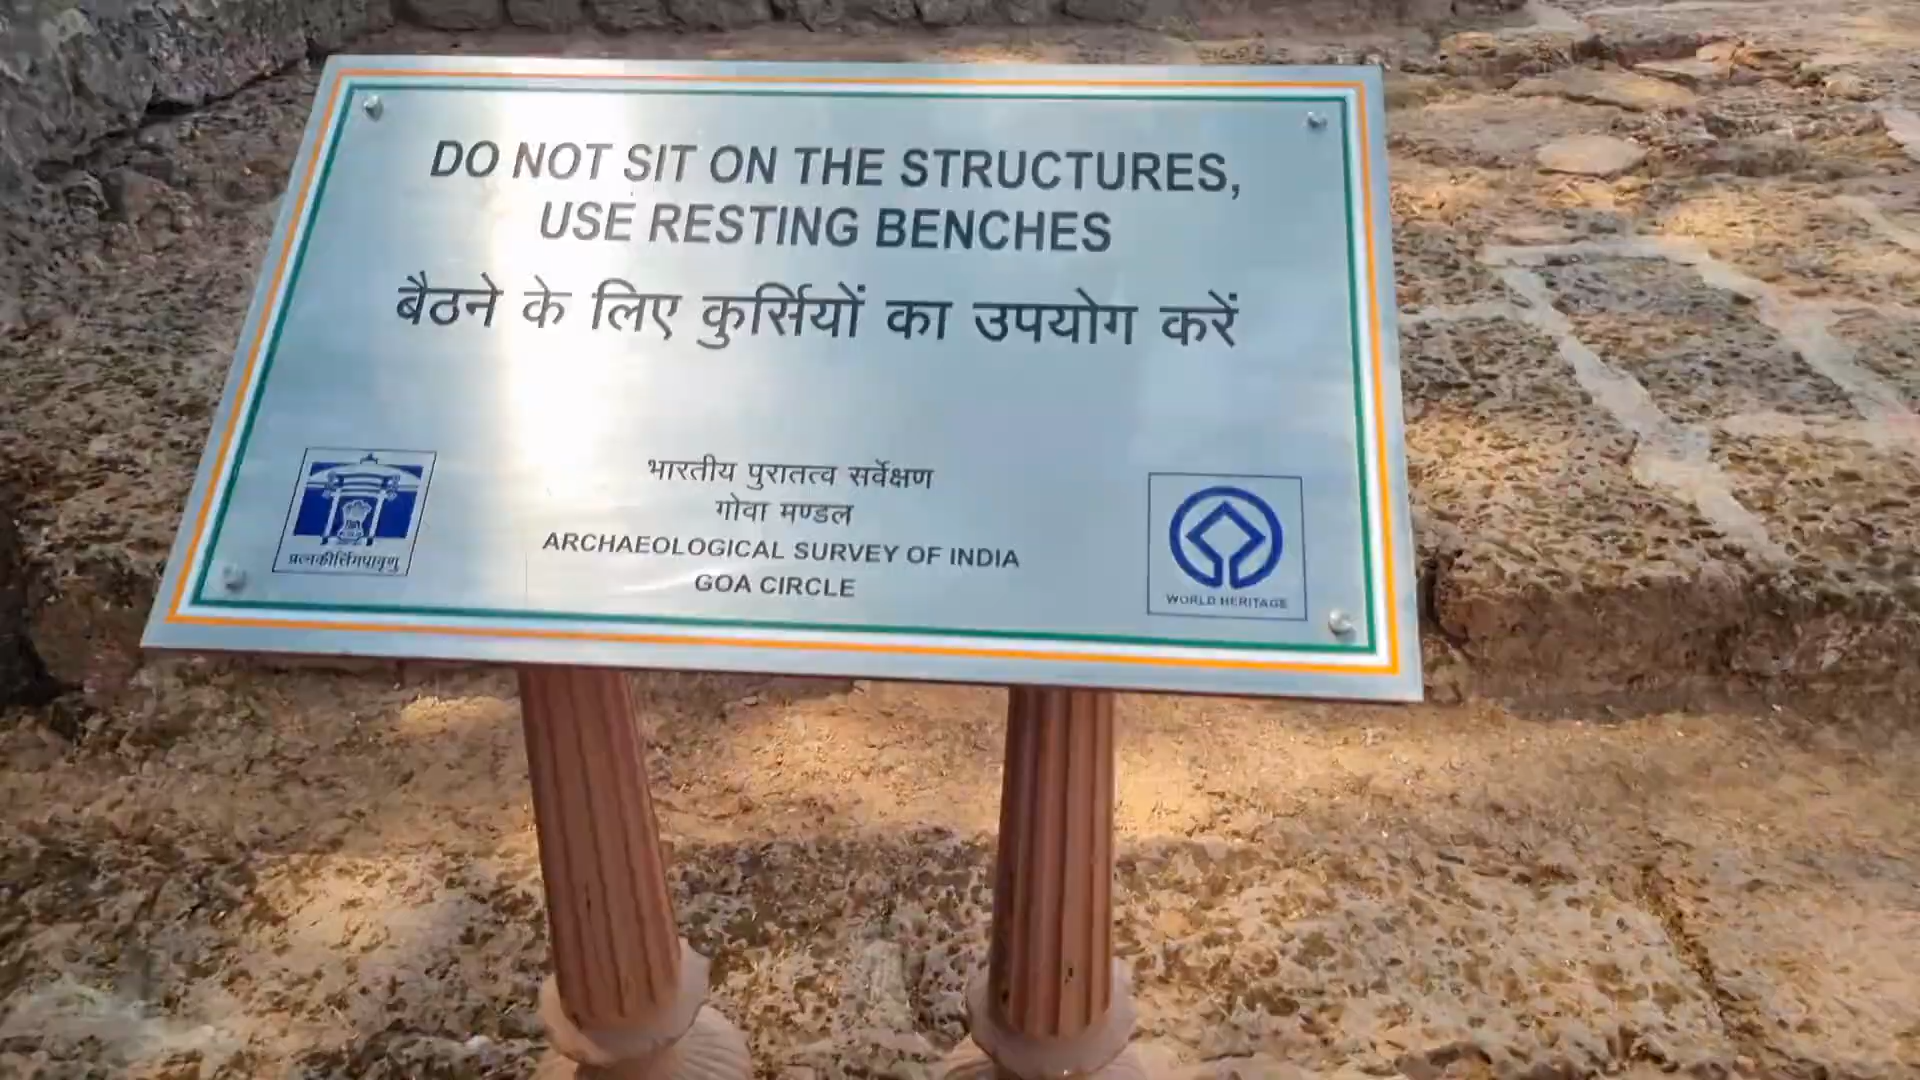 DO NOT SIT ON THE STRUCTURES,
USE RESTING BENCHES
बैठने के लिए कुर्सियों का उपयोग करें
भारतीय पुरातत्व सर्वेक्षण
गोवा मण्डल
ARCHAEOLOGICAL SURVEY OF INDIA
GOA CIRCLE
WORLD HERITAGE